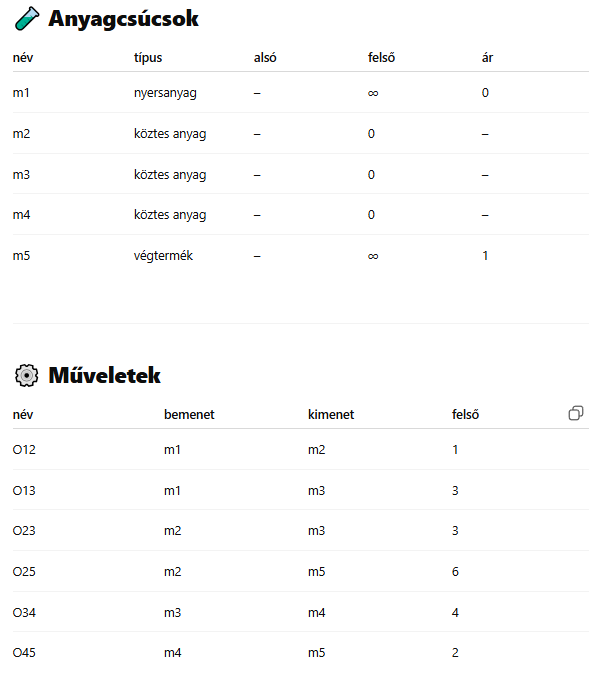 Anyagcsúcsok
név típus alsó felső ár
m1 nyersanyag – ∞ 0
m2 köztes anyag – 0 –
m3 köztes anyag – 0 –
m4 köztes anyag – 0 –
m5 végtermék – ∞ 1
Műveletek
név bemenet kimenet felső
O12 m1 m2 1
O13 m1 m3 3
O23 m2 m3 3
O25 m2 m5 6
O34 m3 m4 4
O45 m4 m5 2